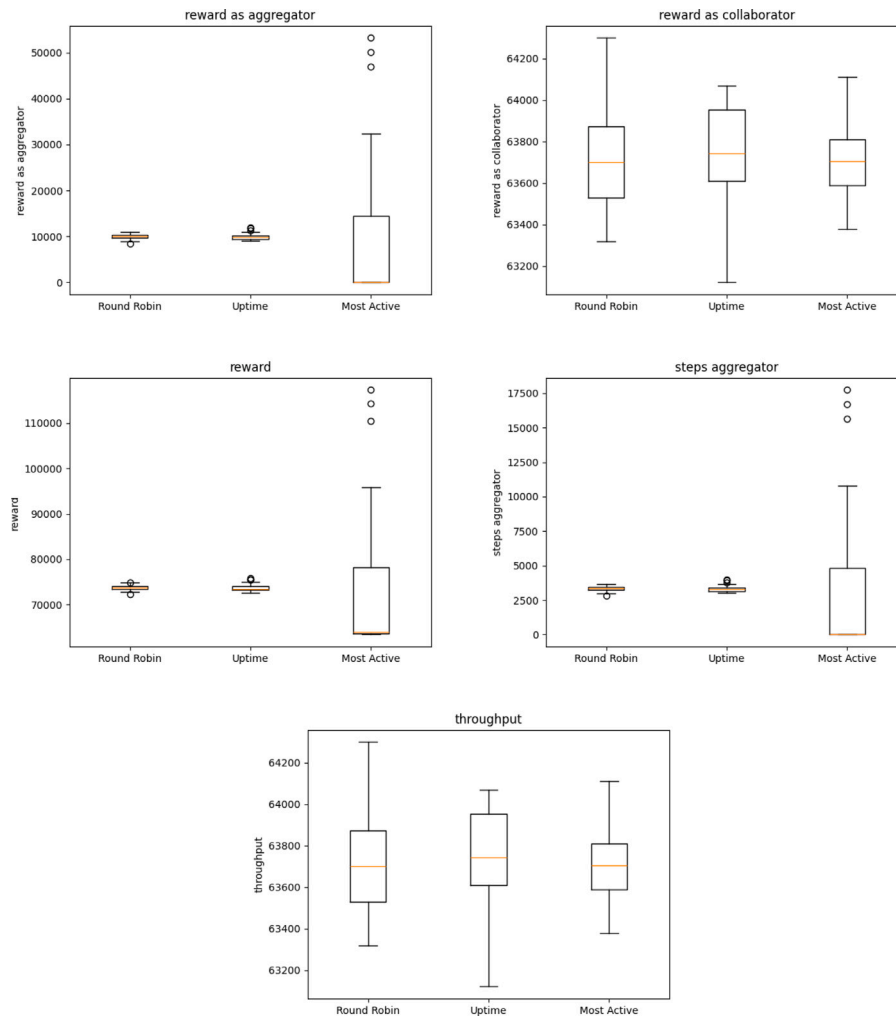 reward as aggregator
reward as aggregator
50000
40000
30000
20000
10000
0
Round Robin Uptime Most Active
reward as collaborator
reward as collaborator
64200
64000
63800
63600
63400
63200
Round Robin Uptime Most Active
reward
reward
110000
100000
90000
80000
70000
Round Robin Uptime Most Active
steps aggregator
steps aggregator
17500
15000
12500
10000
7500
5000
2500
0
Round Robin Uptime Most Active
throughput
throughput
64200
64000
63800
63600
63400
63200
Round Robin Uptime Most Active